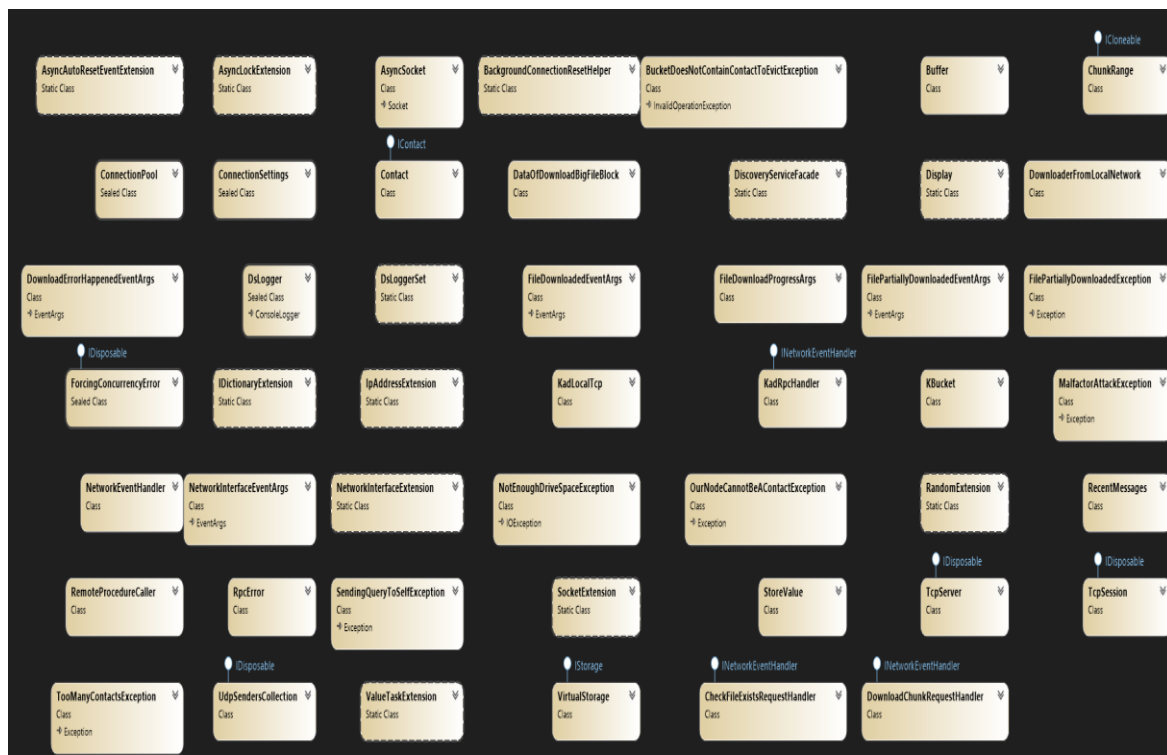 ICloneable
AsyncAutoResetEventExtension
Static Class
AsyncLockExtension
Static Class
AsyncSocket
Class
Socket
BackgroundConnectionResetHelper
Static Class
BucketDoesNotContainContactToEvictException
Class
InvalidOperationException
Buffer
Class
ChunkRange
Class
IContact
ConnectionPool
Sealed Class
ConnectionSettings
Sealed Class
Contact
Class
DataOfDownloadBigFileBlock
Class
DiscoveryServiceFacade
Static Class
Display
Static Class
DownloaderFromLocalNetwork
Class
DownloadErrorHappenedEventArgs
Class
EventArgs
DsLogger
Sealed Class
ConsoleLogger
DsLoggerSet
Static Class
FileDownloadedEventArgs
Class
EventArgs
FileDownloadProgressArgs
Class
FilePartiallyDownloadedEventArgs
Class
EventArgs
FilePartiallyDownloadedException
Class
Exception
IDisposable
INetworkEventHandler
ForcingConcurrencyError
Sealed Class
IDictionaryExtension
Static Class
IpAddressExtension
Static Class
KadLocalTcp
Class
KadRpcHandler
Class
KBucket
Class
MalfactorAttackException
Class
Exception
NetworkEventHandler
Class
NetworkInterfaceEventArgs
Class
EventArgs
NetworkInterfaceExtension
Static Class
NotEnoughDriveSpaceException
Class
IOException
OurNodeCannotBeAContactException
Class
Exception
RandomExtension
Static Class
RecentMessages
Class
IDisposable
IDisposable
RemoteProcedureCaller
Class
RpcError
Class
SendingQueryToSelfException
Class
Exception
SocketExtension
Static Class
StoreValue
Class
TcpServer
Class
TcpSession
Class
IDisposable
IStorage
INetworkEventHandler
INetworkEventHandler
TooManyContactsException
Class
Exception
UdpSendersCollection
Class
ValueTaskExtension
Static Class
VirtualStorage
Class
CheckFileExistsRequestHandler
Class
DownloadChunkRequestHandler
Class